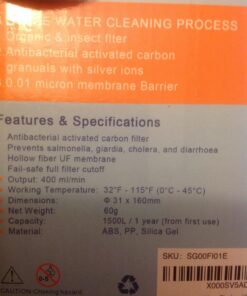 E WATER CLEANING PROCESS
Organic & insect filter
Antibacterial activated carbon
granuals with silver ions
0.01 micron membrane Barrier
Features & Specifications
Antibacterial activated carbon filter
Prevents salmonella, giardia, cholera, and diarrhoea
Hollow fiber UF membrane
Fail-safe full filter cutoff
Output: 400 ml/min
Working Temperature: 32°F - 115°F (0°C - 45°C)
Dimensions: Φ 31 x 160mm
Net Weight: 60g
Capacity: 1500L / 1 year (from first use)
Material: ABS, PP, Silica Gel
SKU: SG00FI01E
0-3
CAUTION: Choking Hazard
X000SV5A